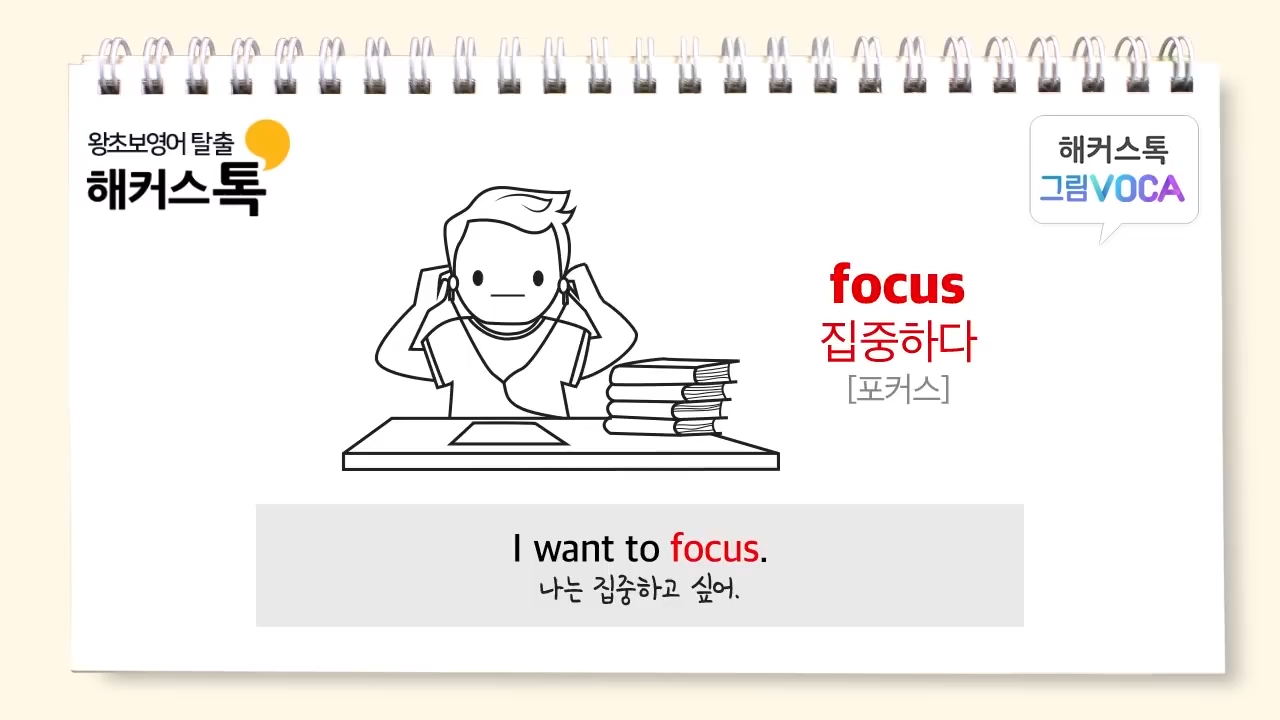 왕초보영어 탈출
해커스톡
해커스톡
그림VOCA
focus
집중하다
[포커스]
I want to focus.
나는 집중하고 싶어.